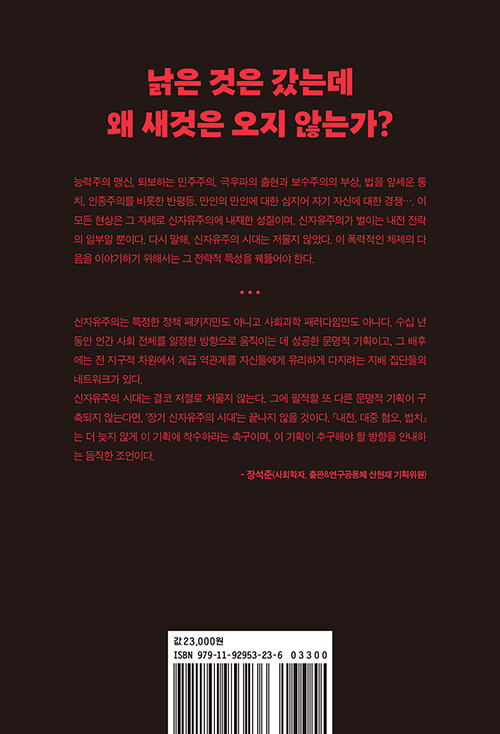 낡은 것은 갔는데
왜 새것은 오지 않는가?
능력주의 맹신, 퇴보하는 민주주의, 극우파의 출현과 보수주의의 부상, 법을 앞세운 통
치, 인종주의를 비롯한 반평등, 만인의 만인에 대한 심지어 자기 자신에 대한 경쟁…, 이
모든 현상은 그 자체로 신자유주의에 내재한 성질이며, 신자유주의가 벌이는 내전 전략
의 일부일 뿐이다. 다시 말해, 신자유주의 시대는 저물지 않았다. 이 폭력적인 체제의 다
음을 이야기하기 위해서는 그 전략적 특성을 꿰뚫어야 한다.
신자유주의는 특정한 정책 패키지만도 아니고 사회과학 패러다임만도 아니다. 수십 년
동안 인간 사회 전체를 일정한 방향으로 움직이는 데 성공한 문명적 기획이고, 그 배후
에는 전 지구적 차원에서 계급 역관계를 자신들에게 유리하게 다지려는 지배 집단들의
네트워크가 있다.
신자유주의 시대는 결코 저절로 저물지 않는다. 그에 필적할 또 다른 문명적 기획이 구
축되지 않는다면, ‘장기 신자유주의 시대’는 끝나지 않을 것이다. 『내전, 대중 혐오, 법치』
는 더 늦지 않게 이 기획에 착수하라는 촉구이며, 이 기획이 추구해야 할 방향을 안내하
는 듬직한 조언이다.
- 장석준(사회학자, 출판&연구공동체 산현재 기획위원)
값 23,000원
ISBN 979-11-92953-23-6 03300